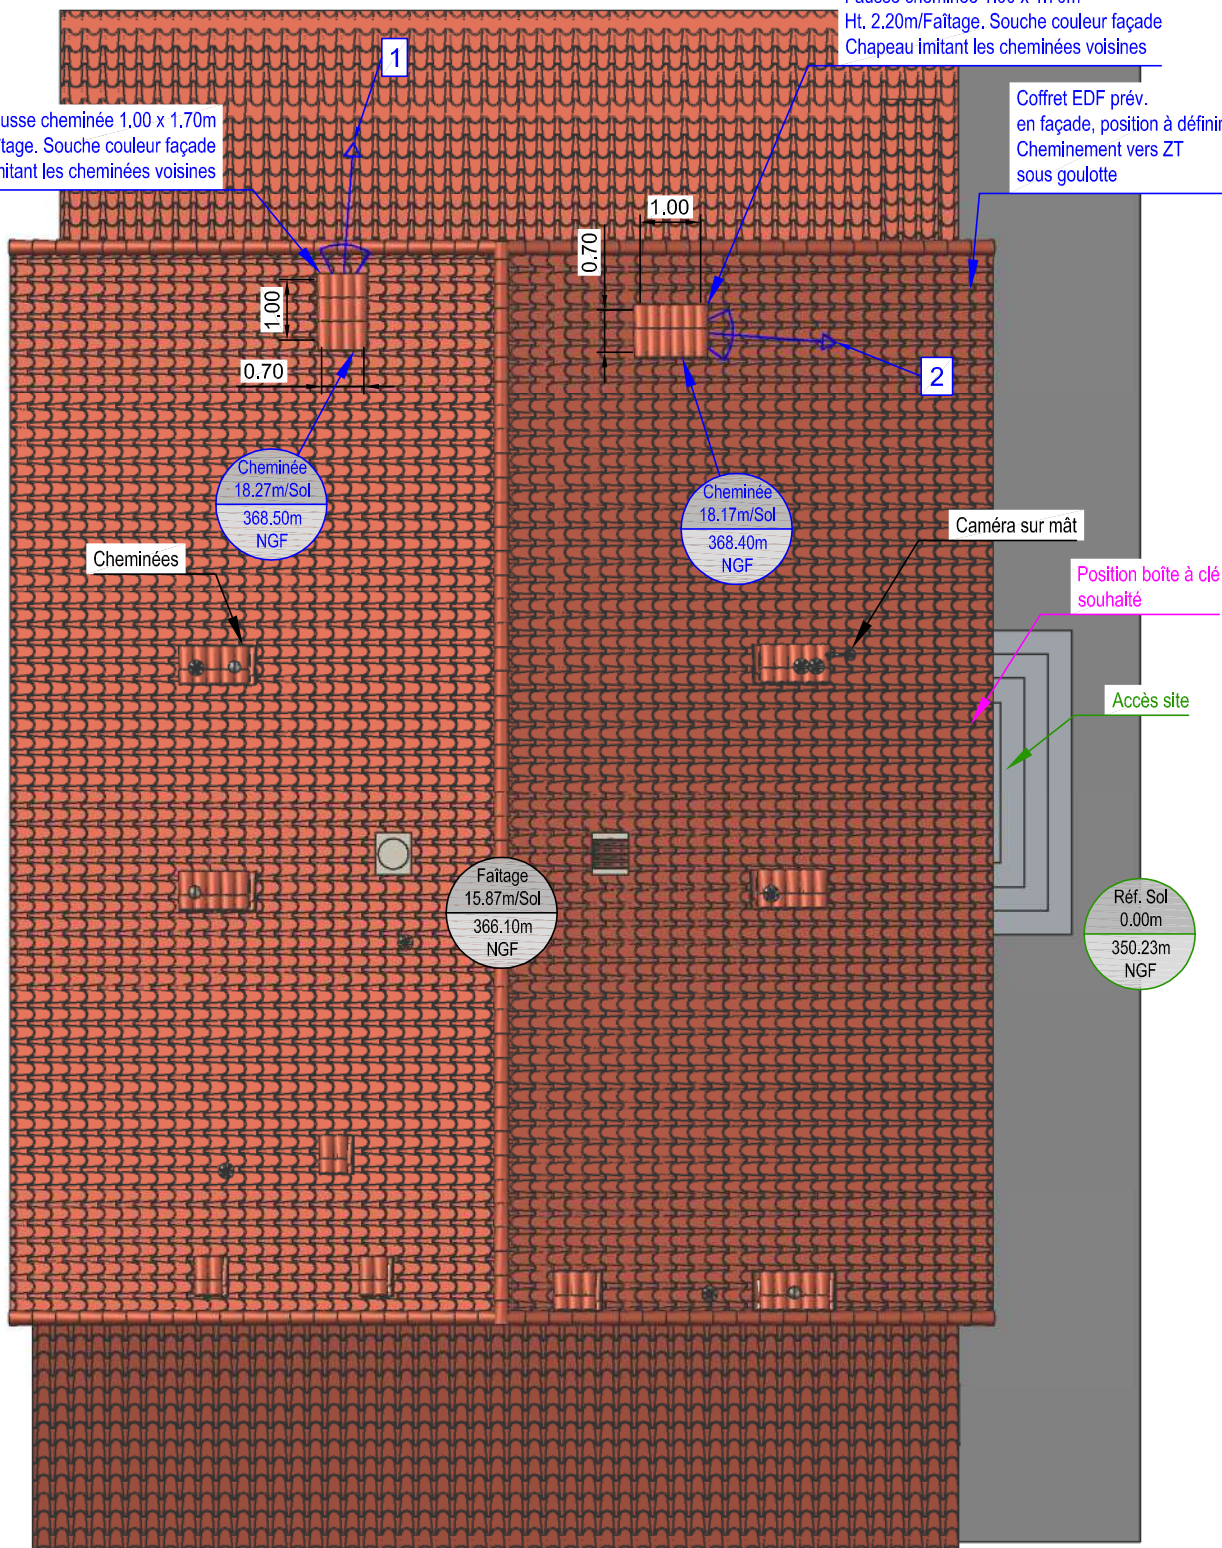 Ht. 2.20m/Faîtage. Souche couleur façade
Chapeau imitant les cheminées voisines
1
cheminée 1.00 x 1.70m
Souche couleur façade
les cheminées voisines
Coffret EDF prév.
en façade, position à définir
Cheminement vers ZT
sous goulotte
1.00
0.70
1.00
0.70
2
Cheminée
18.27m/Sol
368.50m
NGF
Cheminée
18.17m/Sol
368.40m
NGF
Caméra sur mât
Cheminées
Position boîte à clé
souhaité
Accès site
Faîtage
15.87m/Sol
366.10m
NGF
Réf. Sol
0.00m
350.23m
NGF